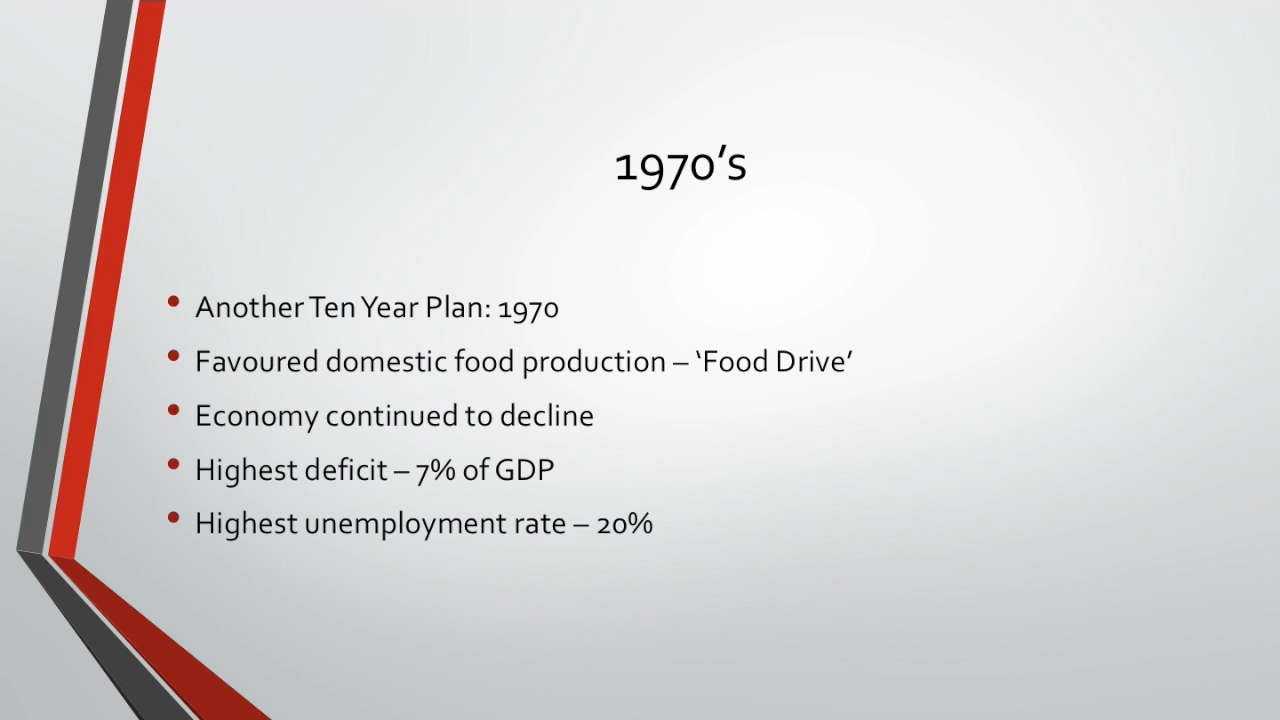 1970’s
• Another Ten Year Plan: 1970
• Favoured domestic food production – ‘Food Drive’
• Economy continued to decline
• Highest deficit – 7% of GDP
• Highest unemployment rate – 20%